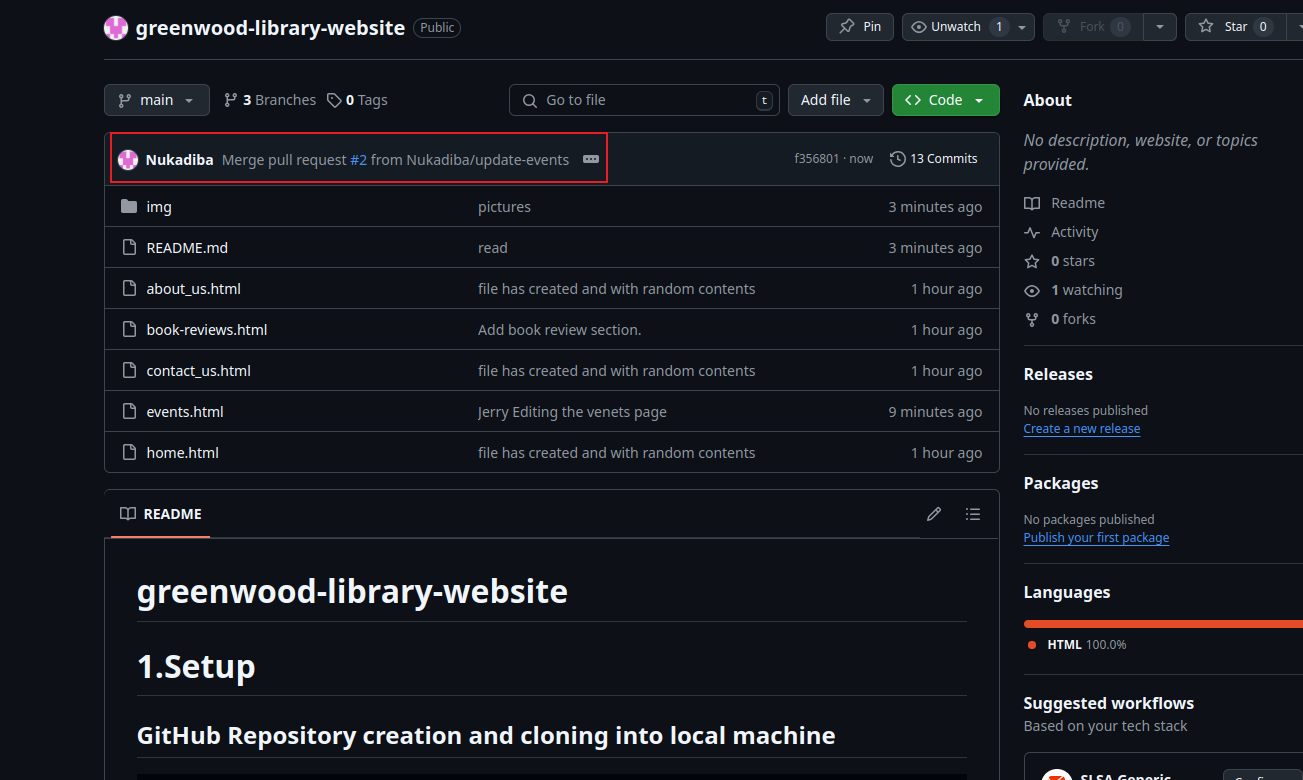 greenwood-library-website Public Pin Unwatch 1 Fork 0 Star 0
main 3 Branches 0 Tags Go to file t Add file Code
Nukadiba Merge pull request #2 from Nukadiba/update-events f356801 · now 13 Commits
img pictures 3 minutes ago
README.md read 3 minutes ago
about_us.html file has created and with random contents 1 hour ago
book-reviews.html Add book review section. 1 hour ago
contact_us.html file has created and with random contents 1 hour ago
events.html Jerry Editing the venets page 9 minutes ago
home.html file has created and with random contents 1 hour ago
README
greenwood-library-website
1.Setup
GitHub Repository creation and cloning into local machine
About
No description, website, or topics
provided.
Readme
Activity
0 stars
1 watching
0 forks
Releases
No releases published
Create a new release
Packages
No packages published
Publish your first package
Languages
HTML 100.0%
Suggested workflows
Based on your tech stack
SLSA Generic